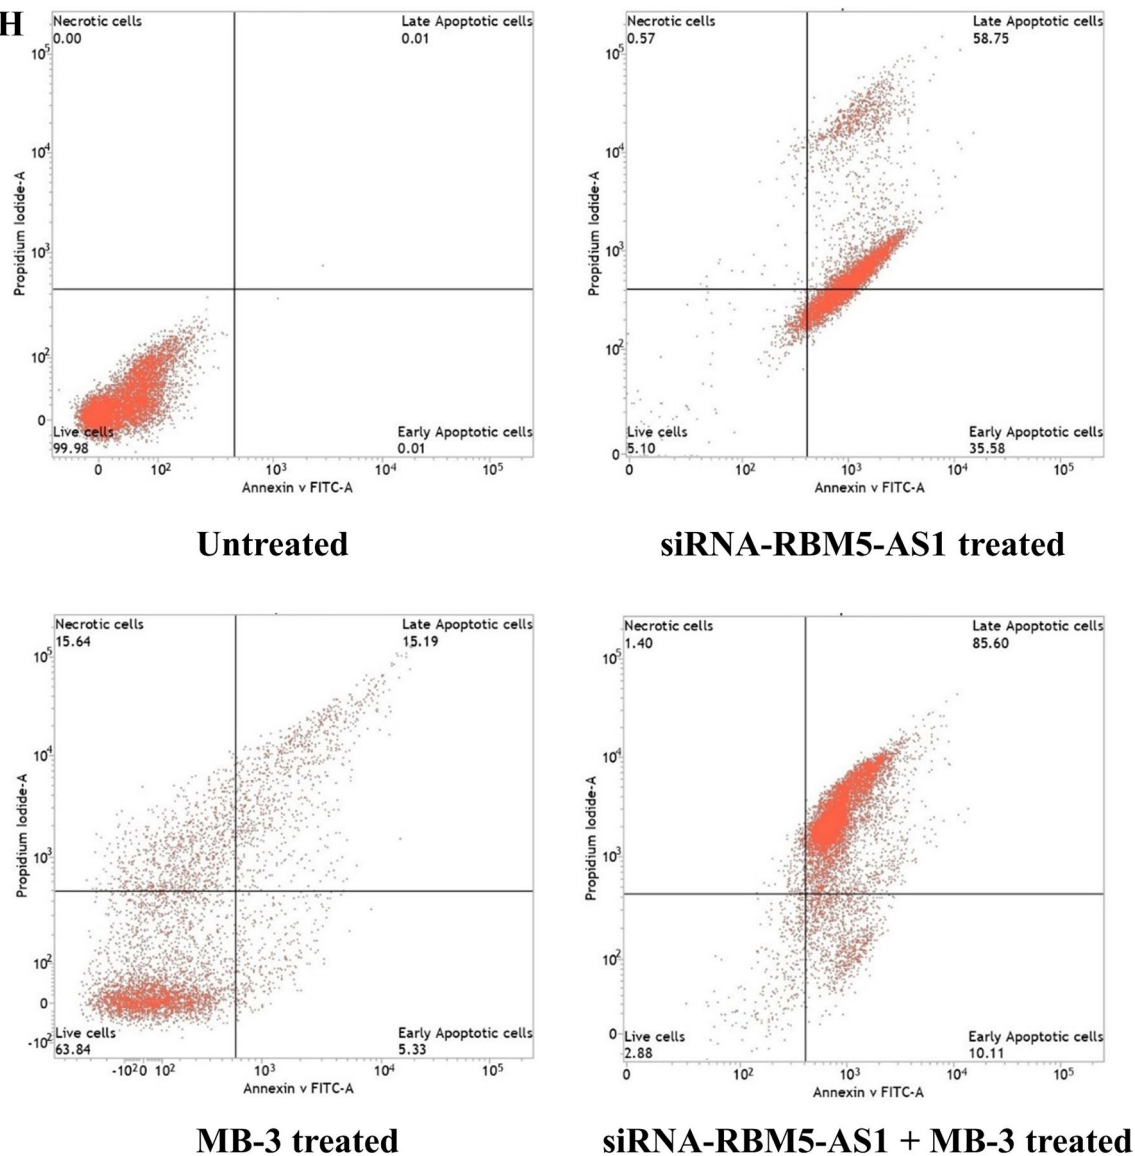 H
Necrotic cells
0.00
Late Apoptotic cells
0.01
10^5
10^4
10^3
10^2
0
Propidium Iodide-A
Live cells
99.98
Early Apoptotic cells
0.01
0 10^2 10^3 10^4 10^5
Annexin v FITC-A
Untreated
Necrotic cells
0.57
Late Apoptotic cells
58.75
10^5
10^4
10^3
10^2
0
Propidium Iodide-A
Live cells
5.10
Early Apoptotic cells
35.58
0 10^2 10^3 10^4 10^5
Annexin v FITC-A
siRNA-RBM5-AS1 treated
Necrotic cells
15.64
Late Apoptotic cells
15.19
10^5
10^4
10^3
10^2
0
-10^2
Propidium Iodide-A
Live cells
63.84
Early Apoptotic cells
5.33
-10^2 0 10^2 10^3 10^4 10^5
Annexin v FITC-A
MB-3 treated
Necrotic cells
1.40
Late Apoptotic cells
85.60
10^5
10^4
10^3
10^2
0
Propidium Iodide-A
Live cells
2.88
Early Apoptotic cells
10.11
0 10^2 10^3 10^4 10^5
Annexin v FITC-A
siRNA-RBM5-AS1 + MB-3 treated